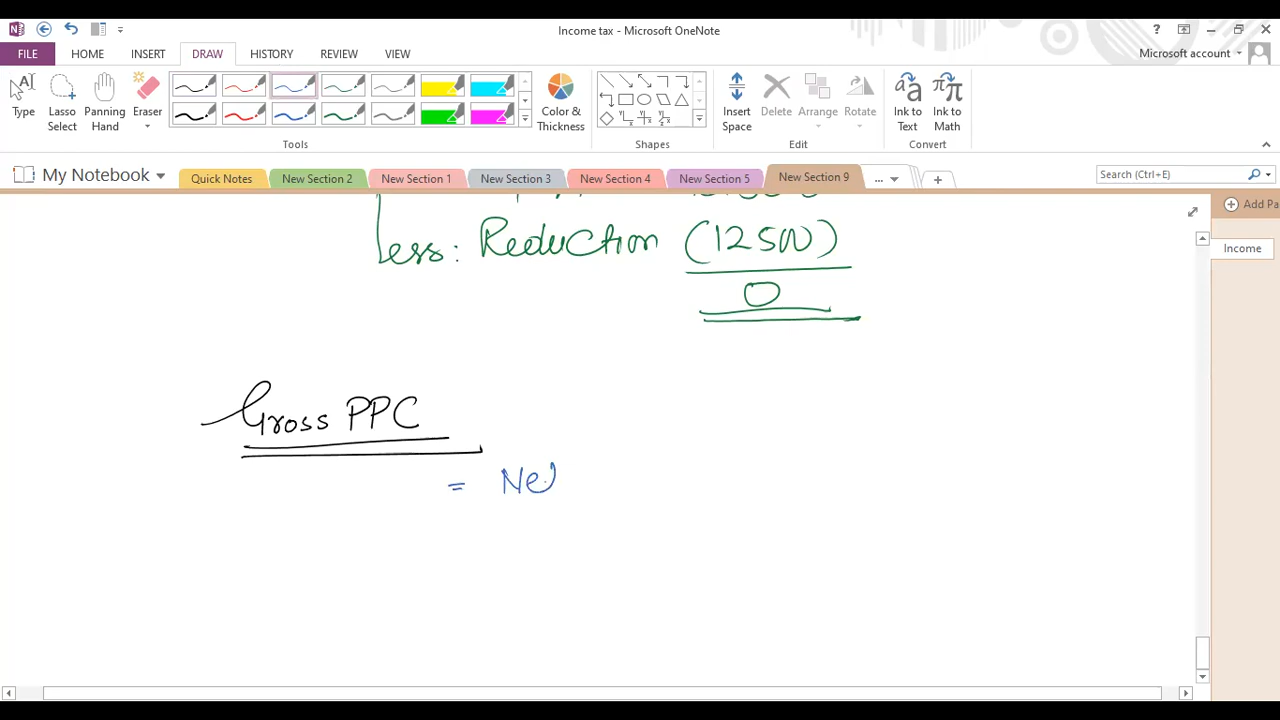 Income tax - Microsoft OneNote
FILE HOME INSERT DRAW HISTORY REVIEW VIEW
Microsoft account
Type
Lasso Select
Panning Hand
Eraser
Color & Thickness
Insert Space
Delete
Arrange
Rotate
Ink to Text
Ink to Math
Tools Shapes Edit Convert
My Notebook Quick Notes New Section 2 New Section 1 New Section 3 New Section 4 New Section 5 New Section 9 ... Search (Ctrl+E)
Add Pa
Income
Less: Reduction (12500)
0
Gross PPC
= Ne